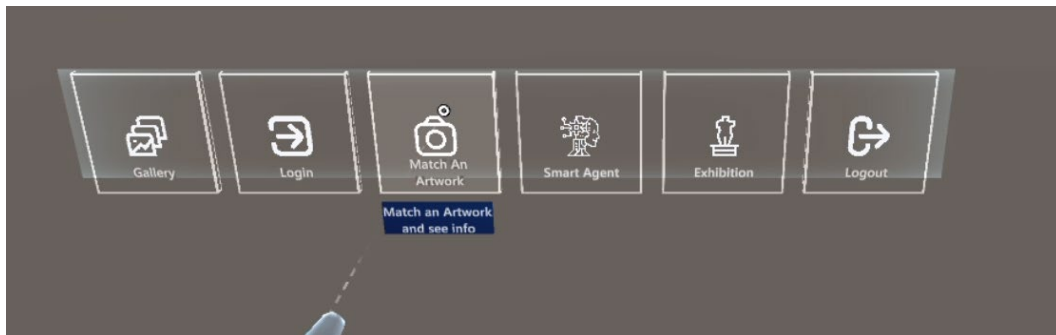 Gallery
Login
Match An
Artwork
Smart Agent
Exhibition
Logout
Match an Artwork
and see info